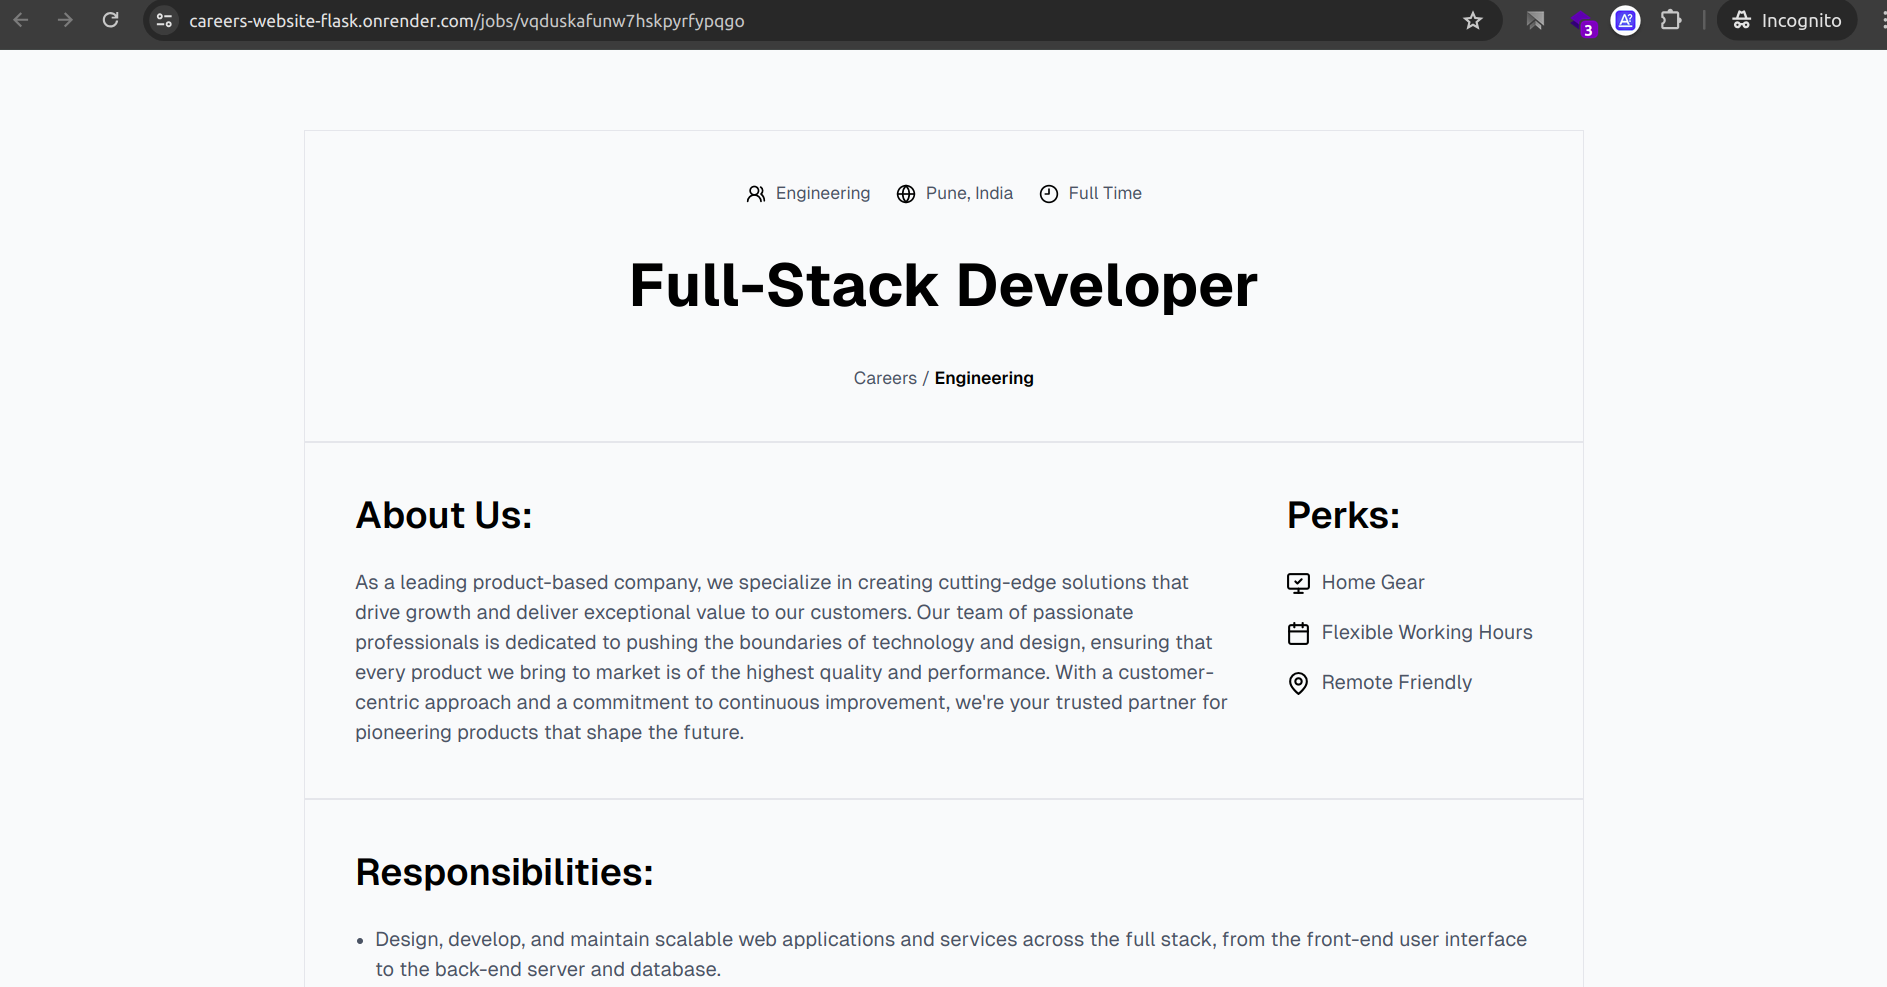 careers-website-flask.onrender.com/jobs/vqduskafunw7hskpyrfypqgo
3
A?
Incognito
Engineering Pune, India Full Time
Full-Stack Developer
Careers / Engineering
About Us:
As a leading product-based company, we specialize in creating cutting-edge solutions that
drive growth and deliver exceptional value to our customers. Our team of passionate
professionals is dedicated to pushing the boundaries of technology and design, ensuring that
every product we bring to market is of the highest quality and performance. With a customer-
centric approach and a commitment to continuous improvement, we're your trusted partner for
pioneering products that shape the future.
Perks:
Home Gear
Flexible Working Hours
Remote Friendly
Responsibilities:
• Design, develop, and maintain scalable web applications and services across the full stack, from the front-end user interface
to the back-end server and database.